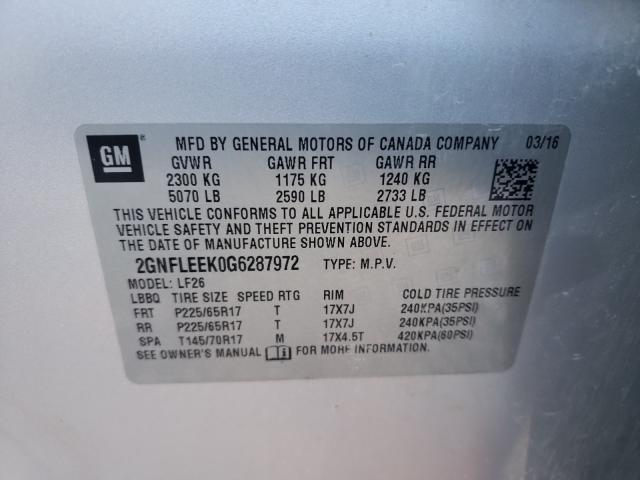 GM® MFD BY GENERAL MOTORS OF CANADA COMPANY 03/16
GVWR GAWR FRT GAWR RR
2300 KG 1175 KG 1240 KG
5070 LB 2590 LB 2733 LB
THIS VEHICLE CONFORMS TO ALL APPLICABLE U.S. FEDERAL MOTOR
VEHICLE SAFETY AND THEFT PREVENTION STANDARDS IN EFFECT ON
THE DATE OF MANUFACTURE SHOWN ABOVE.
2GNFLEEK0G6287972 TYPE: M.P.V.
MODEL: LF26
LBBQ TIRE SIZE SPEED RTG RIM COLD TIRE PRESSURE
FRT P225/65R17 T 17X7J 240KPA(35PSI)
RR P225/65R17 T 17X7J 240KPA(35PSI)
SPA T145/70R17 M 17X4.5T 420KPA(60PSI)
SEE OWNER'S MANUAL FOR MORE INFORMATION.